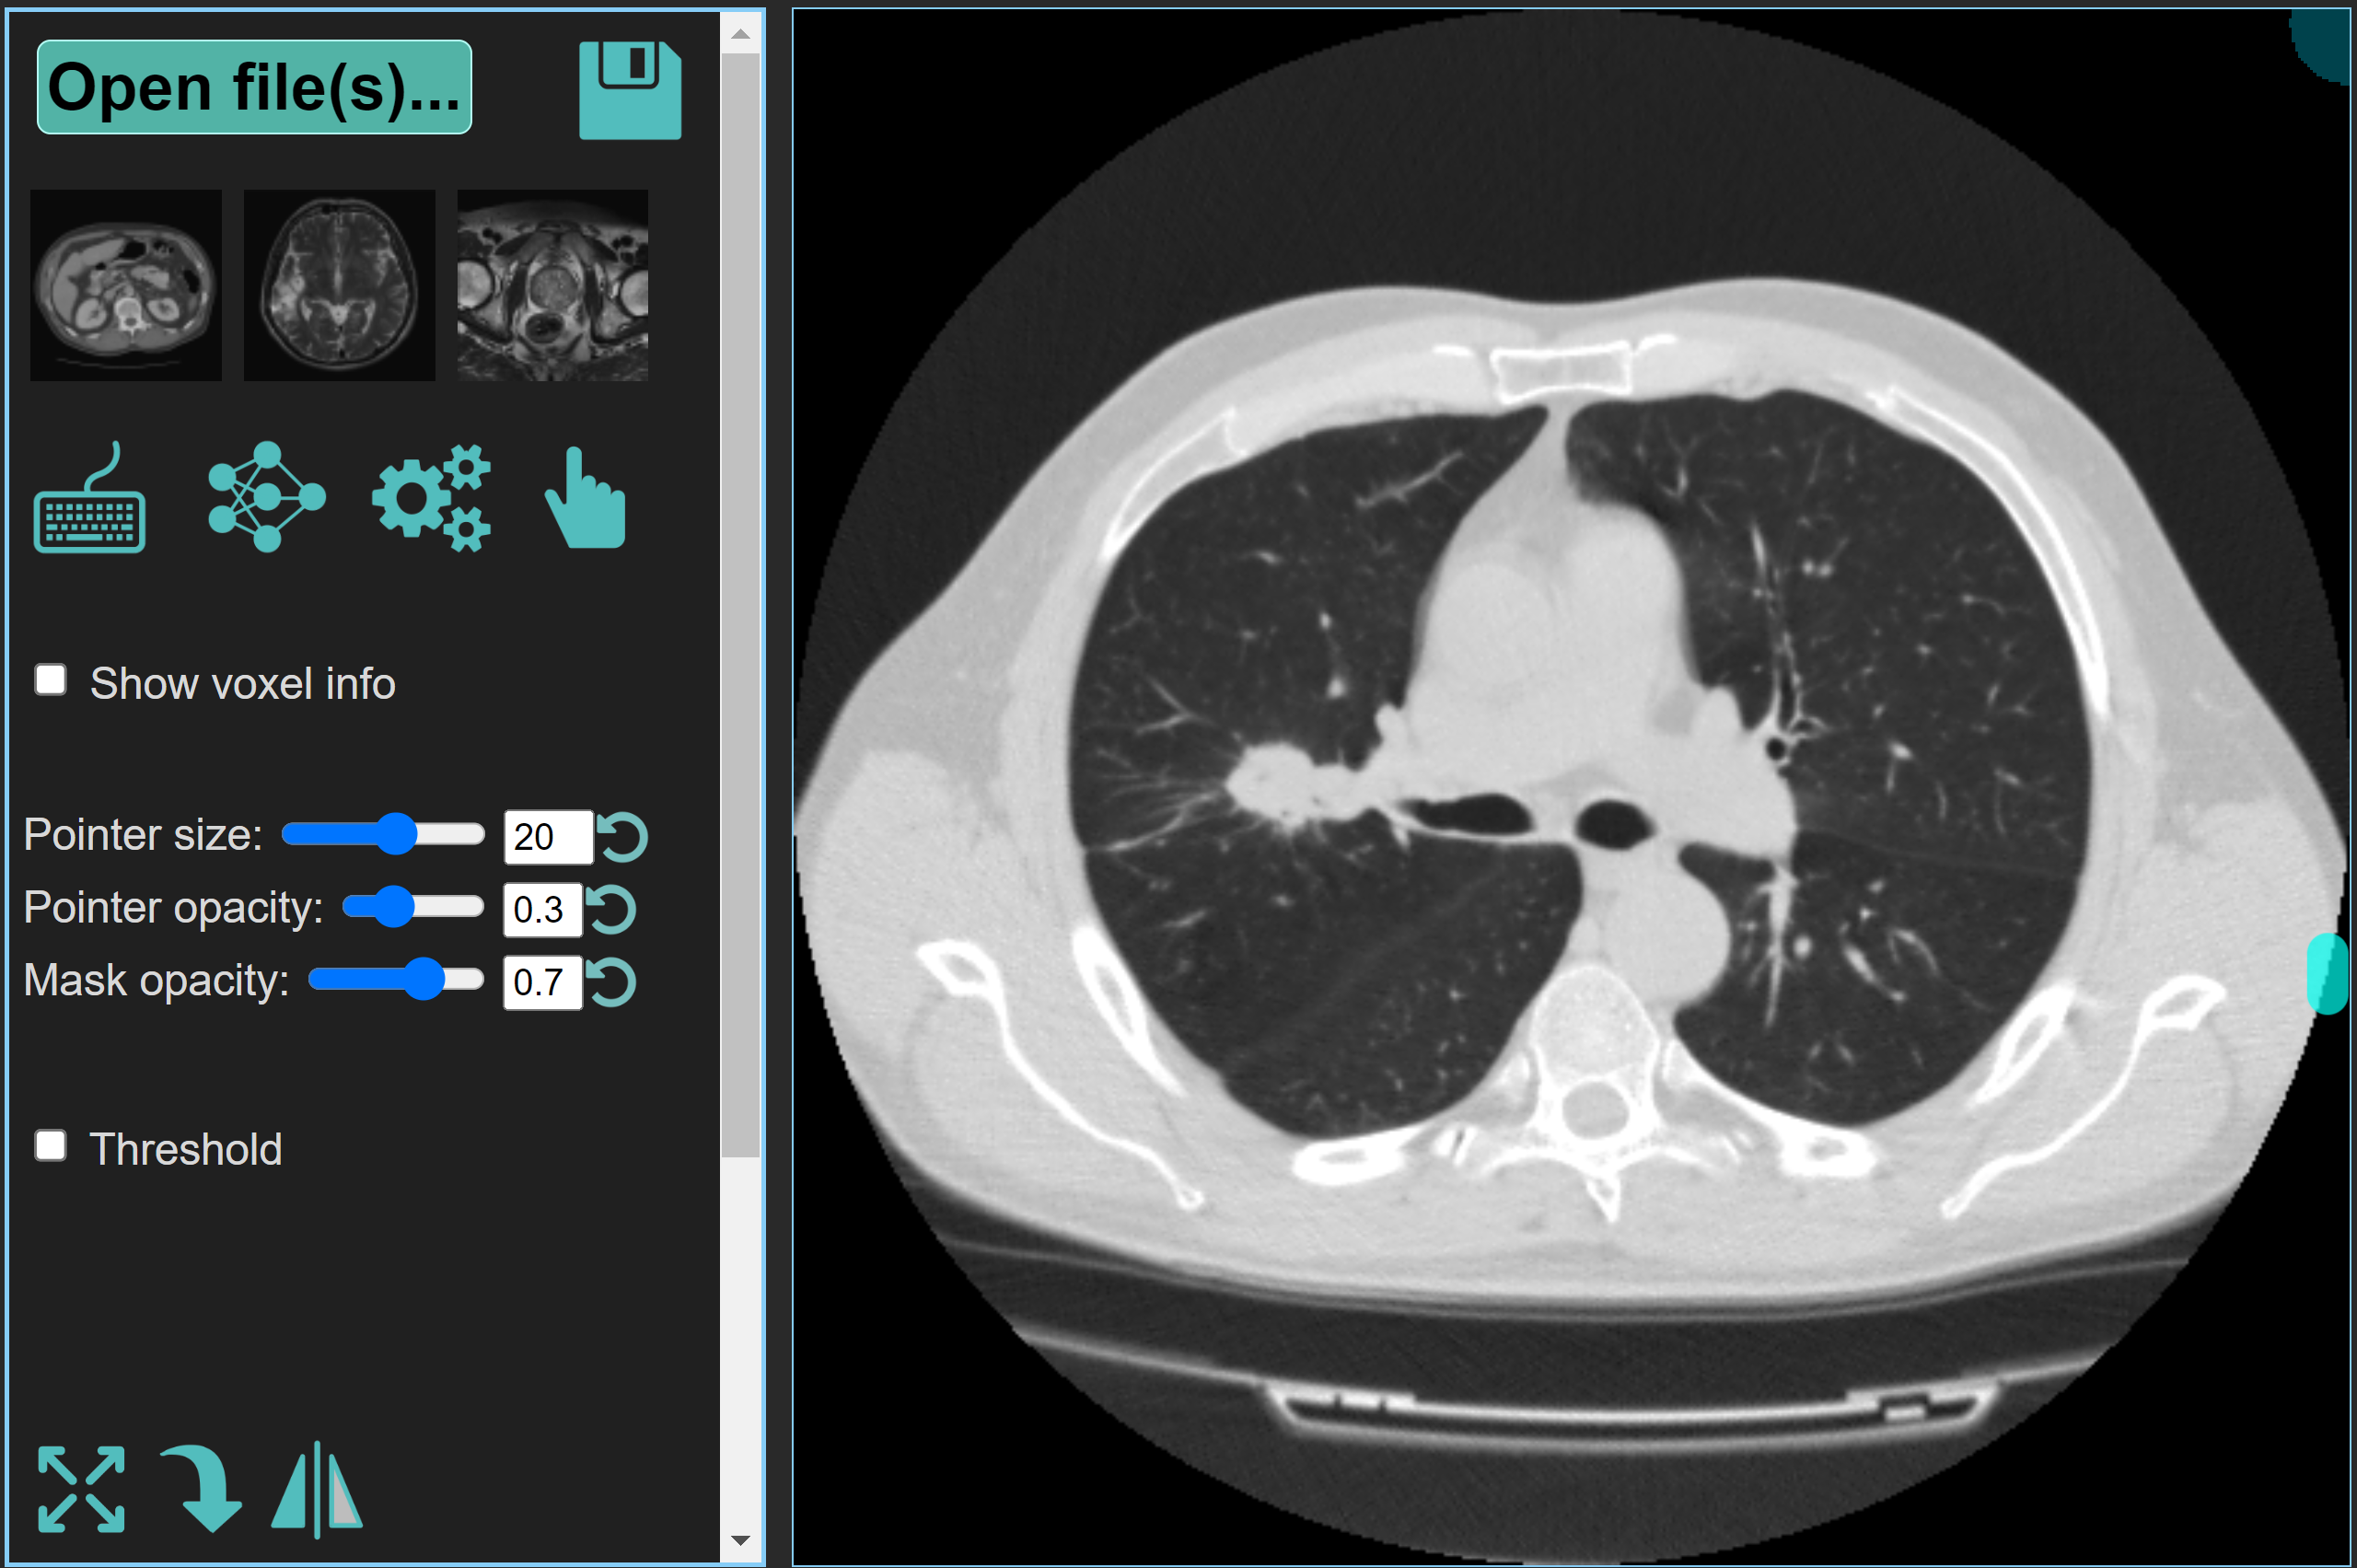 Open file(s)...
Show voxel info
Pointer size: 20
Pointer opacity: 0.3
Mask opacity: 0.7
Threshold